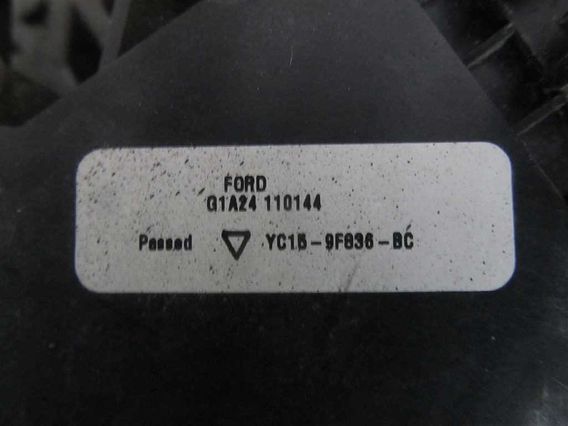 FORD
G1A24 110144
Passed YC15-9F836-BC